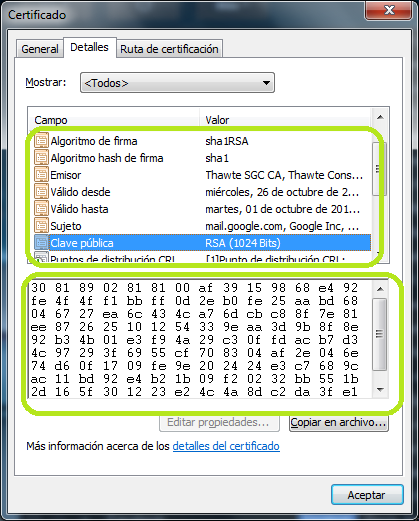 Certificado
General Detalles Ruta de certificación
Mostrar: <Todos>
Campo Valor
Algoritmo de firma sha1RSA
Algoritmo hash de firma sha1
Emisor Thawte SGC CA, Thawte Cons...
Válido desde miércoles, 26 de octubre de 2...
Válido hasta martes, 01 de octubre de 201...
Sujeto mail.google.com, Google Inc, ...
Clave pública RSA (1024 Bits)
Puntos de distribución CRL [1]Punto de distribución CRL:
30 81 89 02 81 81 00 af 39 15 98 68 e4 92
fe 4f 4f f1 bb ff 0d 2e b0 fe 25 aa bd 68
04 67 27 ea 6c 43 4c a7 6d cb c8 8f 7e 81
ee 87 26 25 10 12 54 33 9e aa 3d 9b 8f 8e
92 b3 4b 01 e3 f9 4a 29 c3 0f fd ac b7 d3
4c 97 29 3f 69 55 cf 70 83 04 af 2e 04 6e
74 d6 0f 17 09 fe 9e 20 24 24 e3 c7 68 9c
ac 11 bd 92 e4 b2 1b 09 f2 02 32 bb 55 1b
2d 16 5f 30 12 23 e2 4c 4a 8d c2 da 3f e1
Editar propiedades... Copiar en archivo...
Más información acerca de los detalles del certificado
Aceptar